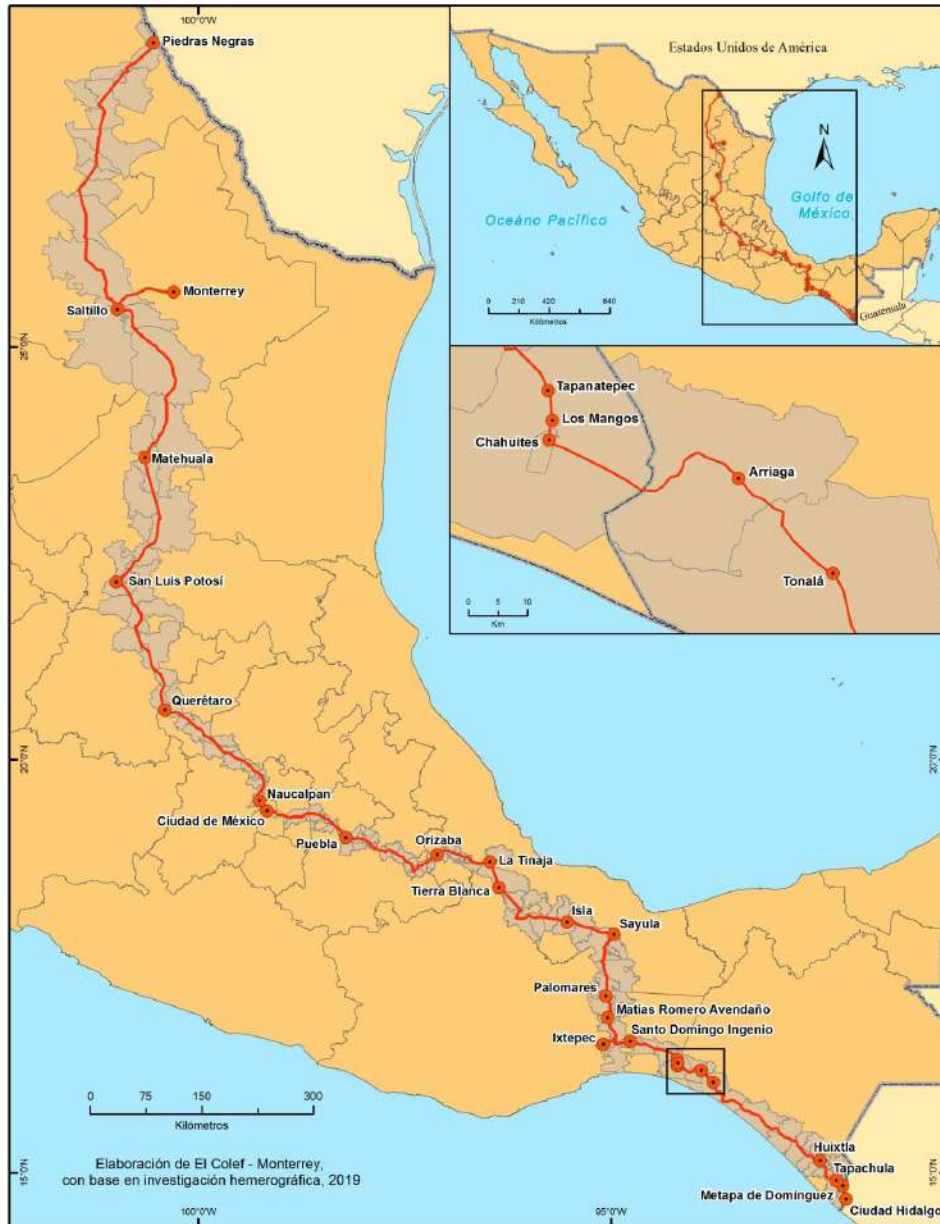 100°0'W
Piedras Negras
Estados Unidos de América
N
Golfo de
México
Oceáno Pacífico
Guatemala
0 210 420 840
Kilómetros
Monterrey
Saltillo
25°0'N
Tapanatepec
Los Mangos
Chahuites
Arriaga
Tonalá
0 5 10
Km
Matehuala
San Luis Potosí
Querétaro
20°0'N
20°0'N
Naucalpan
Ciudad de México
Puebla
Orizaba
La Tinaja
Tierra Blanca
Isla
Sayula
Palomares
Matías Romero Avendaño
Santo Domingo Ingenio
Ixtepec
0 75 150 300
Kilómetros
Elaboración de El Colef - Monterrey,
con base en investigación hemerográfica, 2019
Huixtla
Tapachula
Metapa de Domínguez
Ciudad Hidalgo
15°0'N
15°0'N
100°0'W
95°0'W